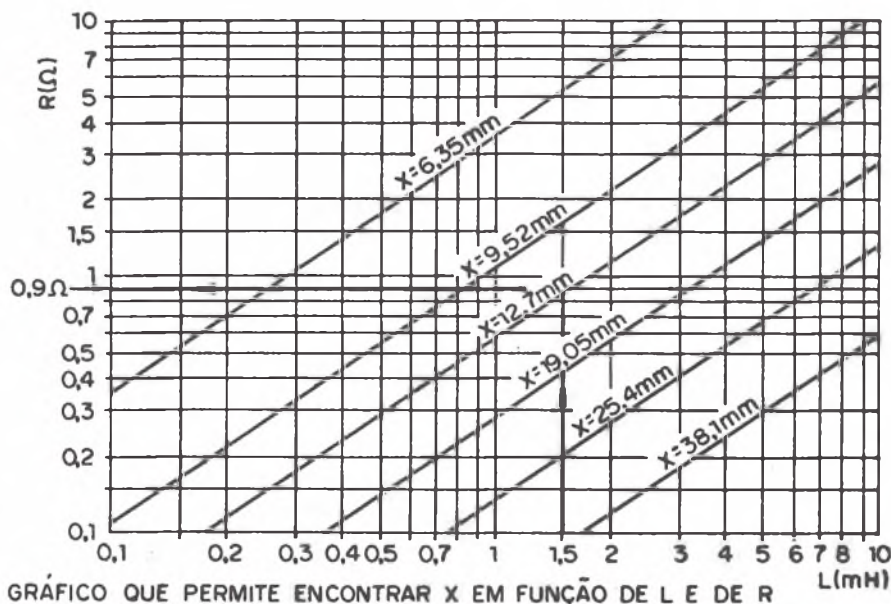 10
7
5
4
3
2
1,5
1
0,9Ω
0,7
0,5
0,4
0,3
0,2
0,1
R(Ω)
X=6,35mm
X=9,52mm
X=12,7mm
X=19,05mm
X=25,4mm
X=38,1mm
0,1 0,2 0,3 0,4 0,5 0,7 1 1,5 2 3 4 5 6 7 8 10
L(mH)
GRÁFICO QUE PERMITE ENCONTRAR X EM FUNÇÃO DE L E DE R